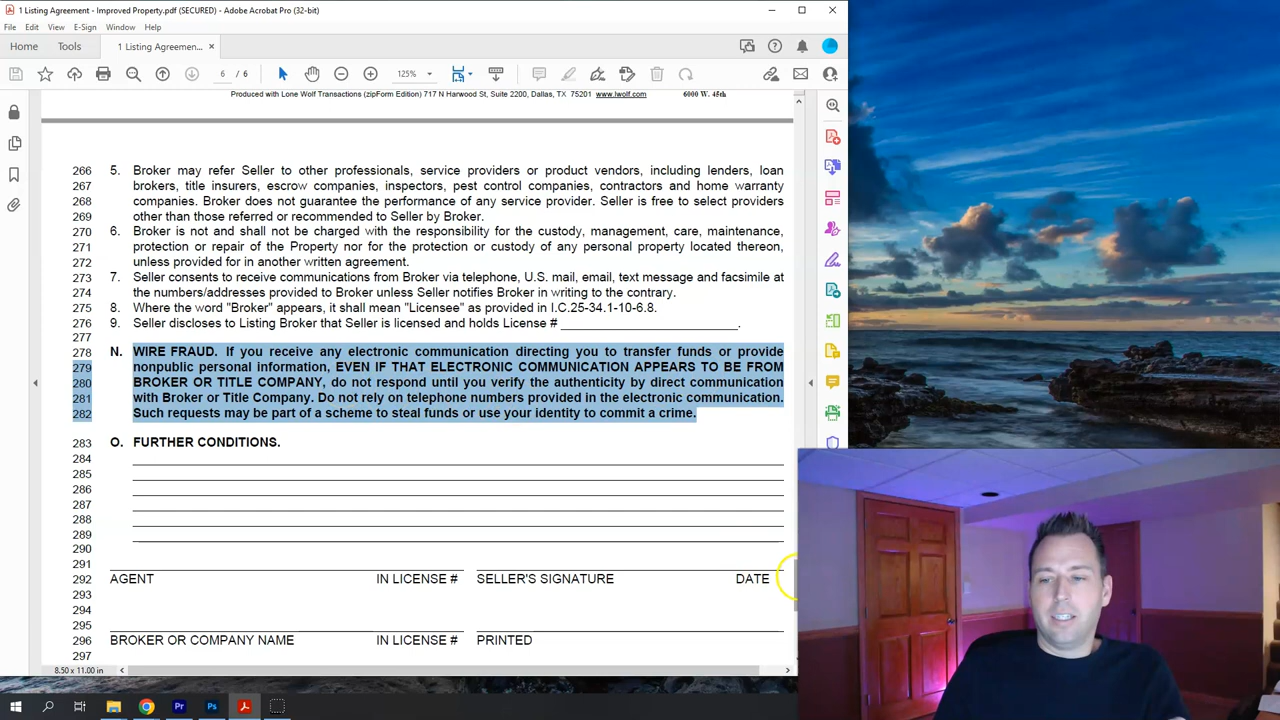 1 Listing Agreement - Improved Property.pdf (SECURED) - Adobe Acrobat Pro (32-bit)
File Edit View E-Sign Window Help
Home Tools 1 Listing Agreemen...
6 / 6 125%
Produced with Lone Wolf Transactions (zipForm Edition) 717 N Harwood St, Suite 2200, Dallas, TX 75201 www.lwolf.com 6000 W. 45th
266 5. Broker may refer Seller to other professionals, service providers or product vendors, including lenders, loan
267 brokers, title insurers, escrow companies, inspectors, pest control companies, contractors and home warranty
268 companies. Broker does not guarantee the performance of any service provider. Seller is free to select providers
269 other than those referred or recommended to Seller by Broker.
270 6. Broker is not and shall not be charged with the responsibility for the custody, management, care, maintenance,
271 protection or repair of the Property nor for the protection or custody of any personal property located thereon,
272 unless provided for in another written agreement.
273 7. Seller consents to receive communications from Broker via telephone, U.S. mail, email, text message and facsimile at
274 the numbers/addresses provided to Broker unless Seller notifies Broker in writing to the contrary.
275 8. Where the word "Broker" appears, it shall mean "Licensee" as provided in I.C.25-34.1-10-6.8.
276 9. Seller discloses to Listing Broker that Seller is licensed and holds License # ____________________.
277
278 N. WIRE FRAUD. If you receive any electronic communication directing you to transfer funds or provide
279 nonpublic personal information, EVEN IF THAT ELECTRONIC COMMUNICATION APPEARS TO BE FROM
280 BROKER OR TITLE COMPANY, do not respond until you verify the authenticity by direct communication
281 with Broker or Title Company. Do not rely on telephone numbers provided in the electronic communication.
282 Such requests may be part of a scheme to steal funds or use your identity to commit a crime.
283 O. FURTHER CONDITIONS.
284
285
286
287
288
289
290
291
292 AGENT IN LICENSE # SELLER'S SIGNATURE DATE
293
294
295
296 BROKER OR COMPANY NAME IN LICENSE # PRINTED
297
8.50 x 11.00 in
Pr Ps